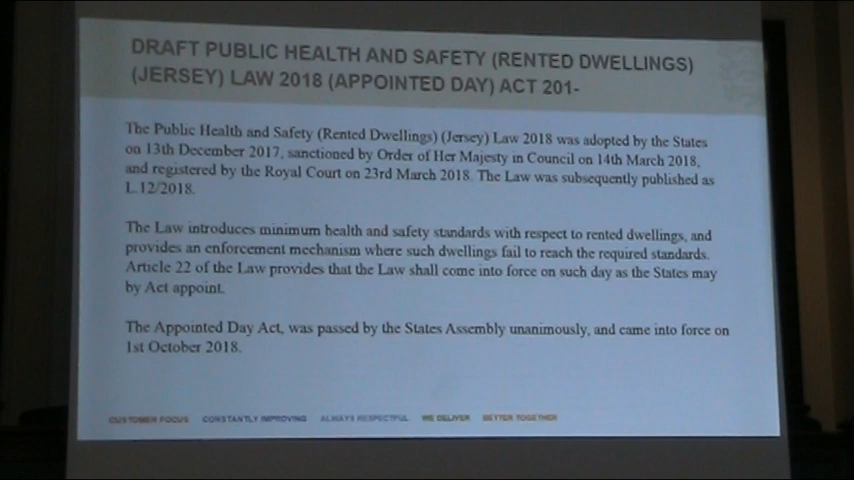 DRAFT PUBLIC HEALTH AND SAFETY (RENTED DWELLINGS)
(JERSEY) LAW 2018 (APPOINTED DAY) ACT 201-
The Public Health and Safety (Rented Dwellings) (Jersey) Law 2018 was adopted by the States
on 13th December 2017, sanctioned by Order of Her Majesty in Council on 14th March 2018,
and registered by the Royal Court on 23rd March 2018. The Law was subsequently published as
L.12/2018.
The Law introduces minimum health and safety standards with respect to rented dwellings, and
provides an enforcement mechanism where such dwellings fail to reach the required standards.
Article 22 of the Law provides that the Law shall come into force on such day as the States may
by Act appoint.
The Appointed Day Act, was passed by the States Assembly unanimously, and came into force on
1st October 2018.
CUSTOMER FOCUS CONSTANTLY IMPROVING ALWAYS RESPECTFUL WE DELIVER BETTER TOGETHER